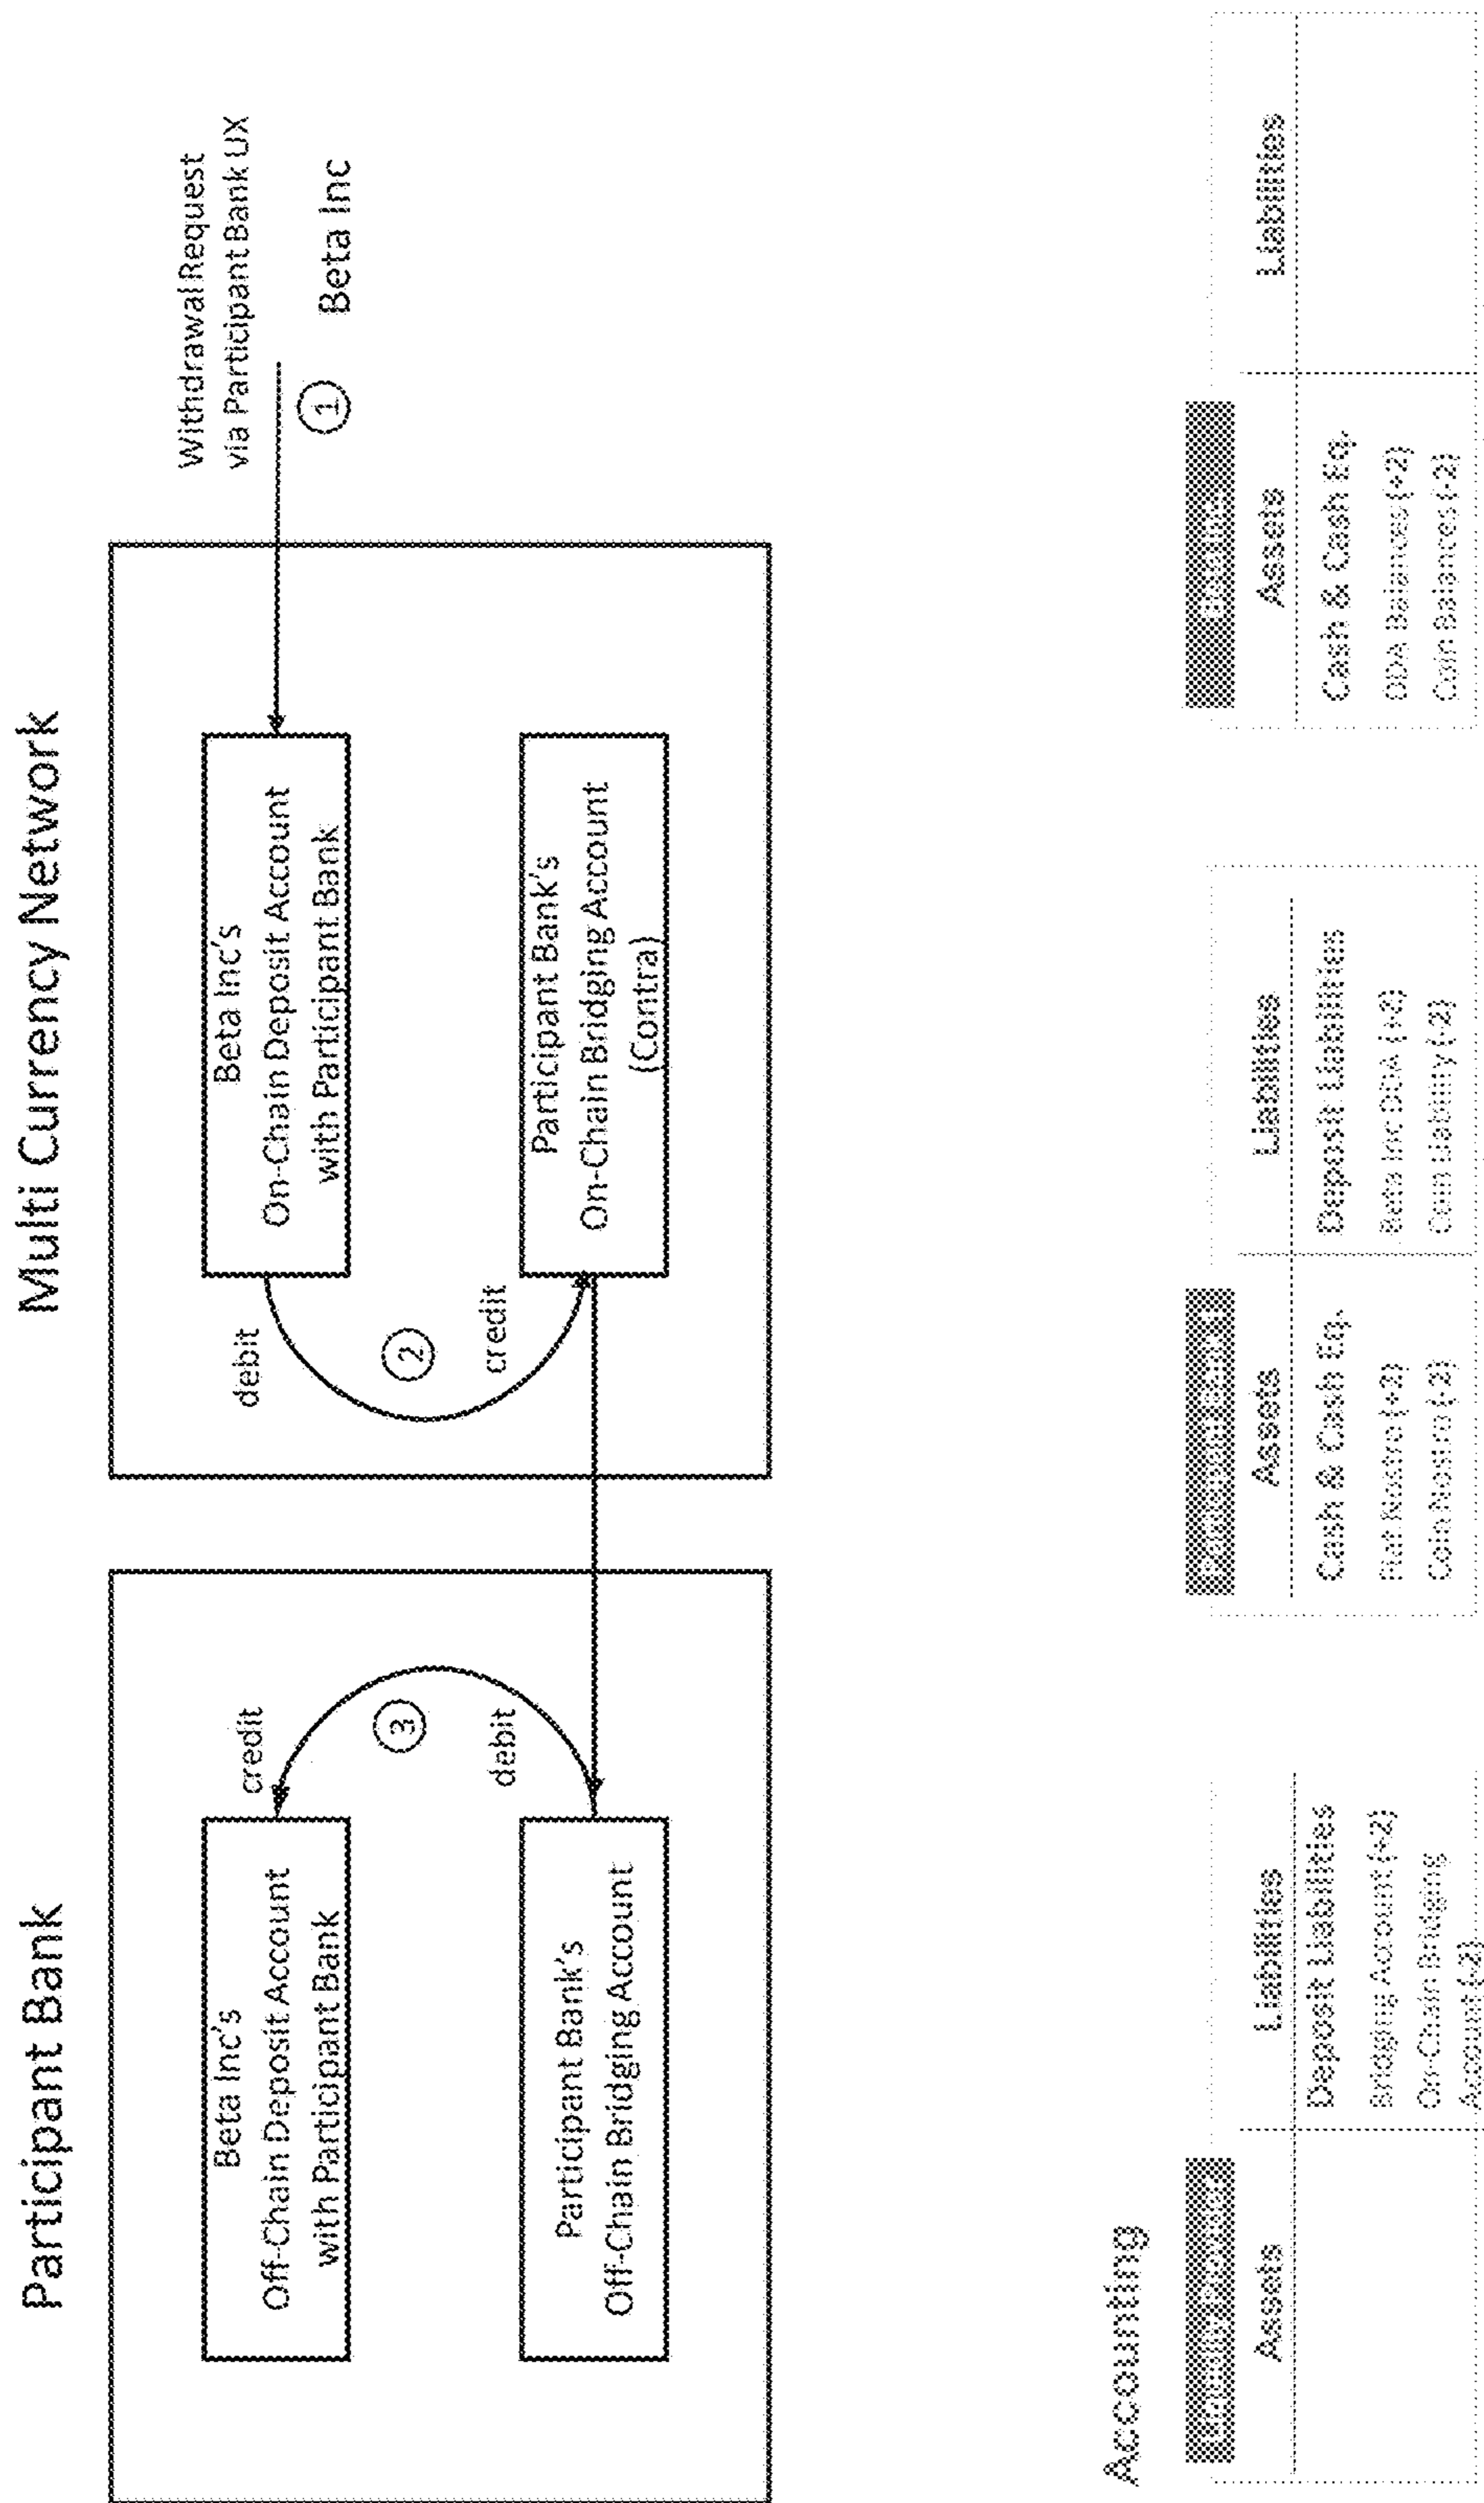 Participant Bank
Multi Currency Network
Beta Inc's
Off-Chain Deposit Account
with Participant Bank
credit
3
debit
Participant Bank's
Off-Chain Bridging Account
debit
2
credit
Beta Inc's
On-Chain Deposit Account
with Participant Bank
Participant Bank's
On-Chain Bridging Account
(Contra)
Withdrawal Request
via Participant Bank UX
1
Beta Inc
Accounting
Assets
Liabilities
Deposit Liabilities
Bridging Account (+2)
On-Chain Bridging
Account (-2)
Assets
Liabilities
Cash & Cash Eq.
Fiat Nostro (+2)
Coin Nostro (-2)
Deposit Liabilities
Beta Inc DDA (+2)
Coin Liability (-2)
Assets
Liabilities
Cash & Cash Eq.
DDA Balances (+2)
Coin Balances (-2)